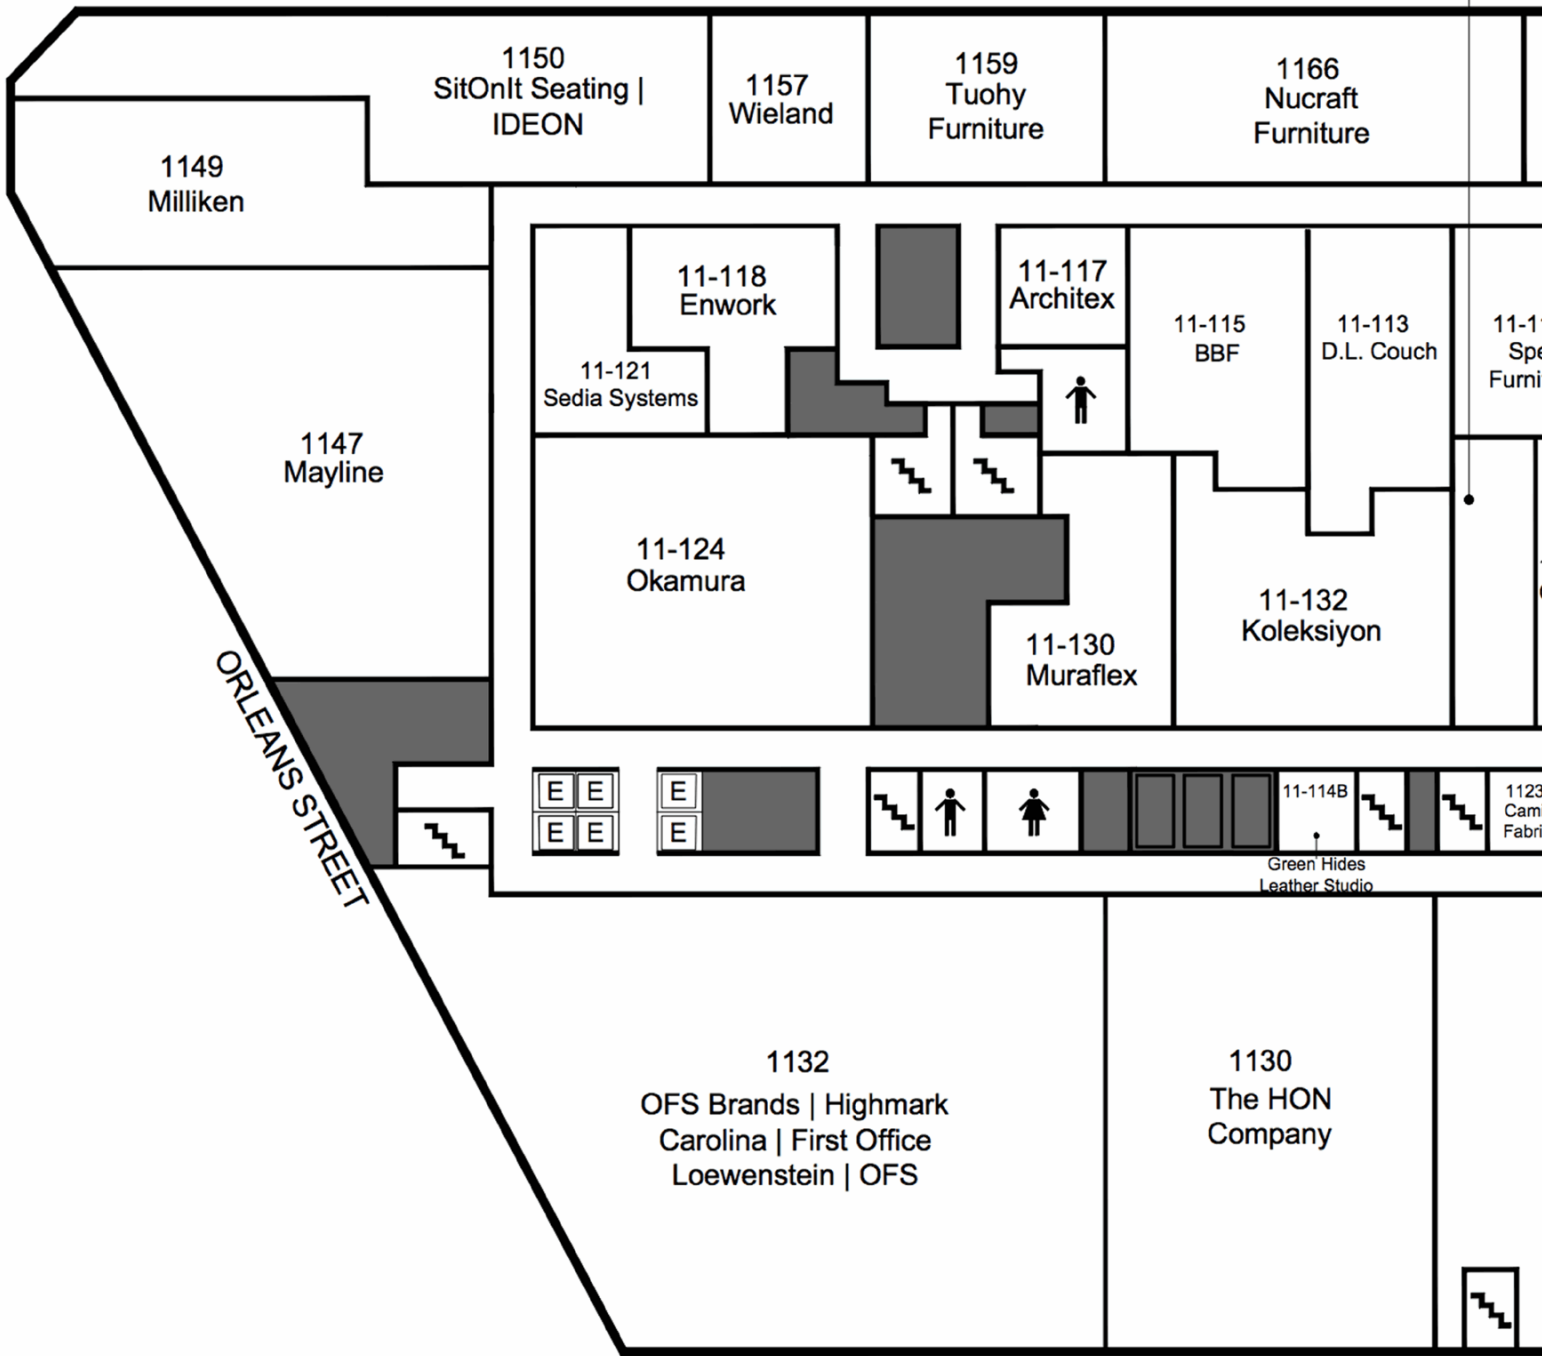 1150
SitOnIt Seating |
IDEON
1157
Wieland
1159
Tuohy
Furniture
1166
Nucraft
Furniture
1149
Milliken
11-118
Enwork
11-117
Architex
11-115
BBF
11-113
D.L. Couch
11-121
Sedia Systems
1147
Mayline
11-124
Okamura
11-132
Koleksiyon
11-130
Muraflex
ORLEANS STREET
E E
E E
E
E
11-114B
Green Hides
Leather Studio
1123
1132
OFS Brands | Highmark
Carolina | First Office
Loewenstein | OFS
1130
The HON
Company